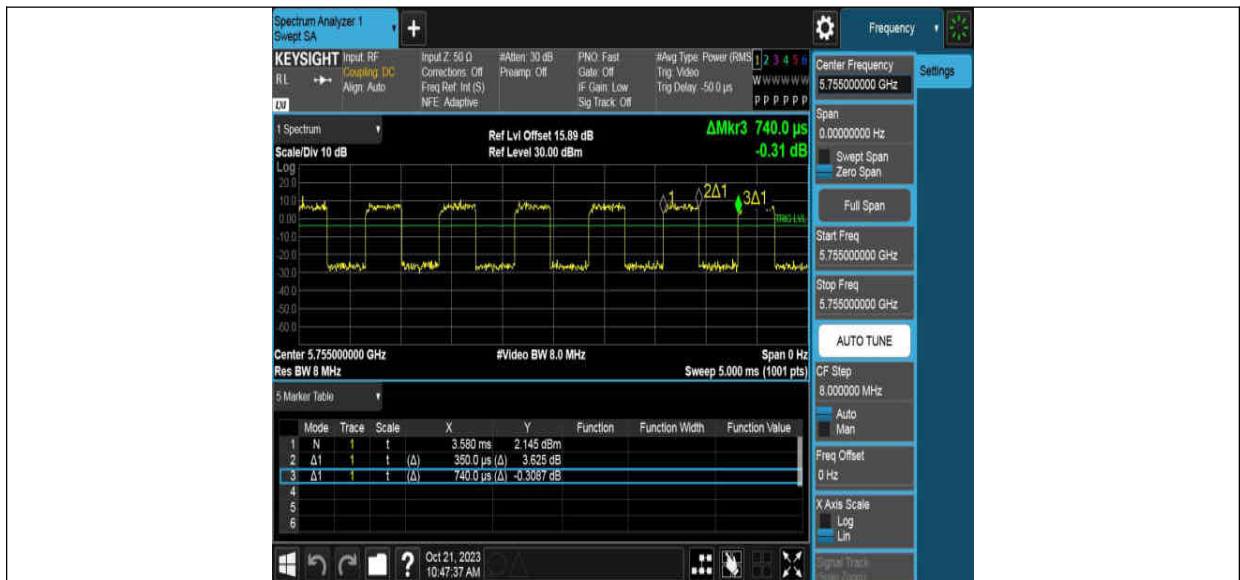 Spectrum Analyzer 1
Swept SA
+
Frequency
KEYSIGHT
RL
LXI
Input: RF
Coupling: DC
Align: Auto
Input Z: 50 Ω
Corrections: Off
Freq Ref: Int (S)
NFE: Adaptive
#Atten: 30 dB
Preamp: Off
PNO: Fast
Gate: Off
IF Gain: Low
Sig Track: Off
#Avg Type: Power (RMS
Trig: Video
Trig Delay: -50.0 µs
1 2 3 4 5 6
W W W W W W
P P P P P P
Center Frequency
5.755000000 GHz
Settings
1 Spectrum
Scale/Div 10 dB
Ref Lvl Offset 15.89 dB
Ref Level 30.00 dBm
ΔMkr3 740.0 µs
-0.31 dB
Log
20.0
10.0
0.00
-10.0
-20.0
-30.0
-40.0
-50.0
-60.0
1
2Δ1
3Δ1
TRIG LVL
Center 5.755000000 GHz
Res BW 8 MHz
#Video BW 8.0 MHz
Span 0 Hz
Sweep 5.000 ms (1001 pts)
Span
0.00000000 Hz
Swept Span
Zero Span
Full Span
Start Freq
5.755000000 GHz
Stop Freq
5.755000000 GHz
AUTO TUNE
CF Step
8.000000 MHz
Auto
Man
Freq Offset
0 Hz
X Axis Scale
Log
Lin
Signal Track
(Span Zoom)
5 Marker Table
Mode Trace Scale X Y Function Function Width Function Value
1 N 1 t 3.580 ms 2.145 dBm
2 Δ1 1 t (Δ) 350.0 µs (Δ) 3.625 dB
3 Δ1 1 t (Δ) 740.0 µs (Δ) -0.3087 dB
4
5
6
?
Oct 21, 2023
10:47:37 AM